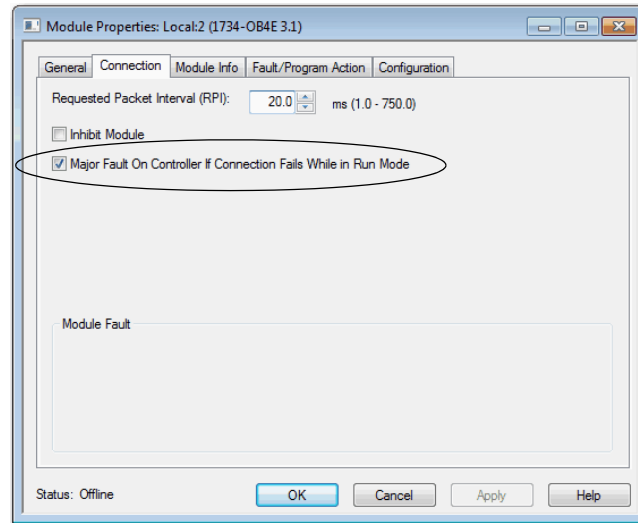 Module Properties: Local:2 (1734-OB4E 3.1)
General Connection Module Info Fault/Program Action Configuration
Requested Packet Interval (RPI): 20.0 ms (1.0 - 750.0)
Inhibit Module
Major Fault On Controller If Connection Fails While in Run Mode
Module Fault
Status: Offline OK Cancel Apply Help